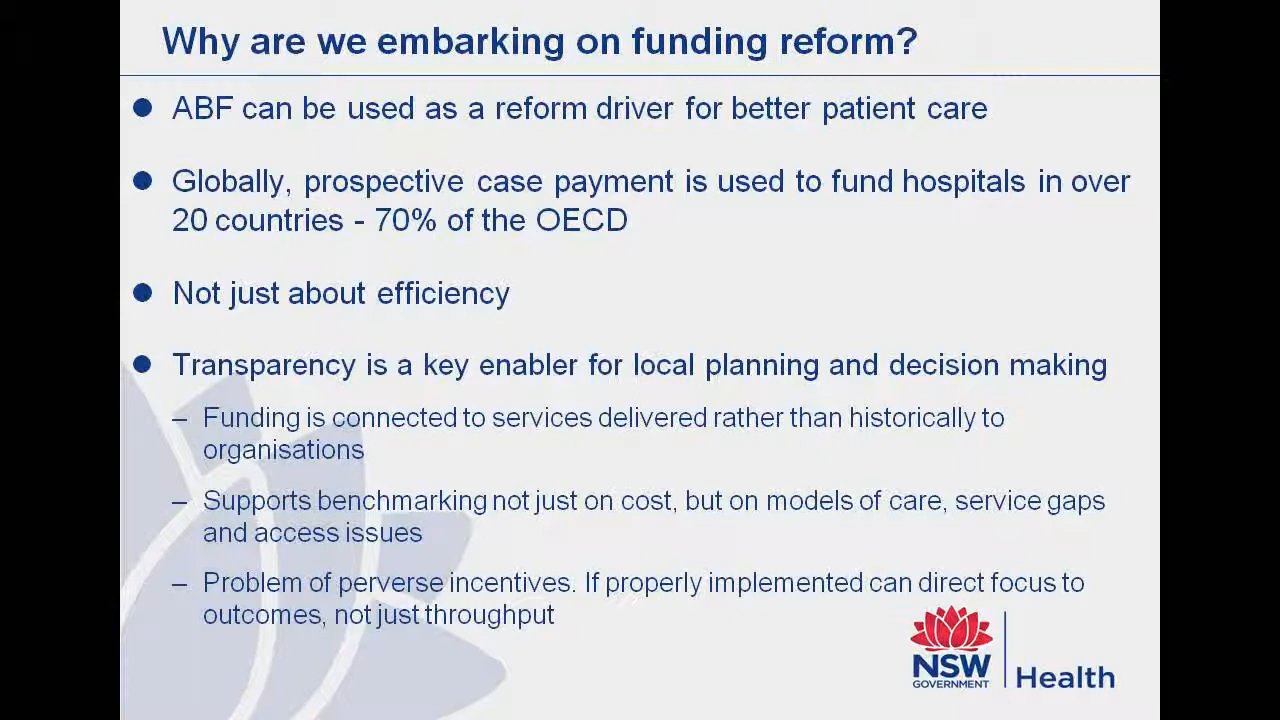 Why are we embarking on funding reform?
● ABF can be used as a reform driver for better patient care
● Globally, prospective case payment is used to fund hospitals in over
20 countries - 70% of the OECD
● Not just about efficiency
● Transparency is a key enabler for local planning and decision making
– Funding is connected to services delivered rather than historically to
organisations
– Supports benchmarking not just on cost, but on models of care, service gaps
and access issues
– Problem of perverse incentives. If properly implemented can direct focus to
outcomes, not just throughput
NSW
GOVERNMENT
Health